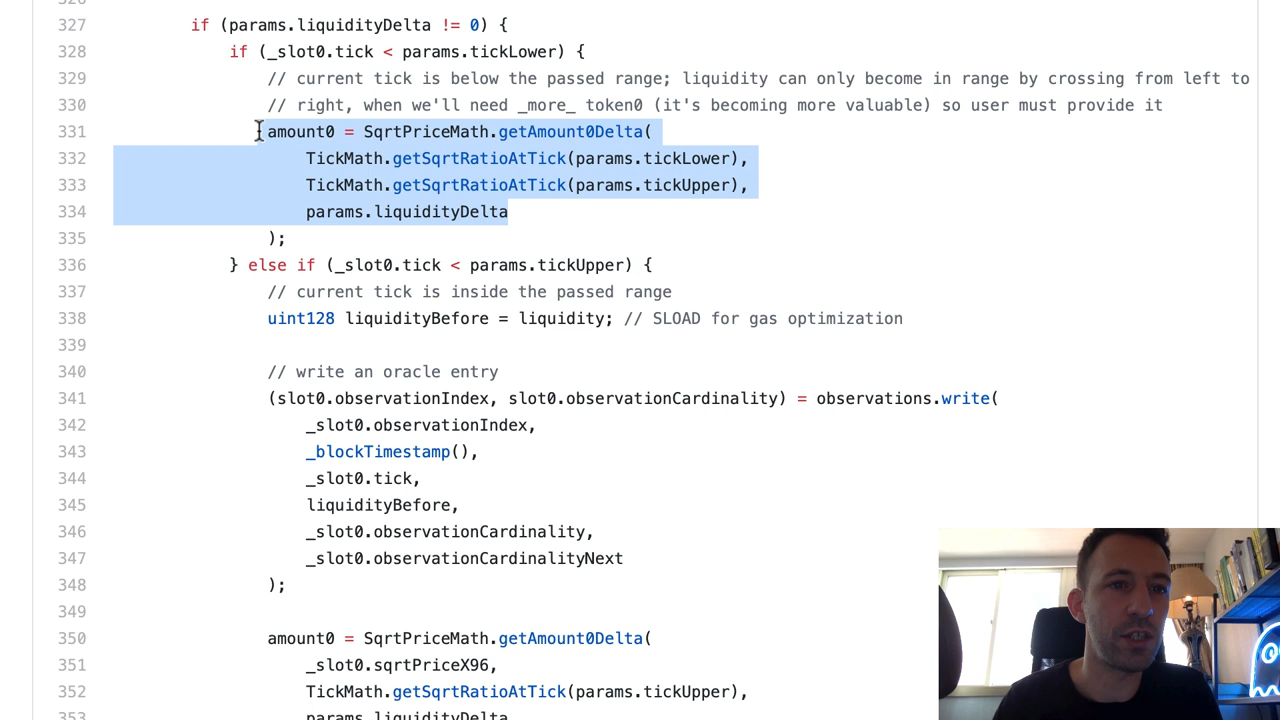 327 if (params.liquidityDelta != 0) {
328 if (_slot0.tick < params.tickLower) {
329 // current tick is below the passed range; liquidity can only become in range by crossing from left to
330 // right, when we'll need _more_ token0 (it's becoming more valuable) so user must provide it
331 amount0 = SqrtPriceMath.getAmount0Delta(
332 TickMath.getSqrtRatioAtTick(params.tickLower),
333 TickMath.getSqrtRatioAtTick(params.tickUpper),
334 params.liquidityDelta
335 );
336 } else if (_slot0.tick < params.tickUpper) {
337 // current tick is inside the passed range
338 uint128 liquidityBefore = liquidity; // SLOAD for gas optimization
339
340 // write an oracle entry
341 (slot0.observationIndex, slot0.observationCardinality) = observations.write(
342 _slot0.observationIndex,
343 _blockTimestamp(),
344 _slot0.tick,
345 liquidityBefore,
346 _slot0.observationCardinality,
347 _slot0.observationCardinalityNext
348 );
349
350 amount0 = SqrtPriceMath.getAmount0Delta(
351 _slot0.sqrtPriceX96,
352 TickMath.getSqrtRatioAtTick(params.tickUpper),
353 params.liquidityDelta